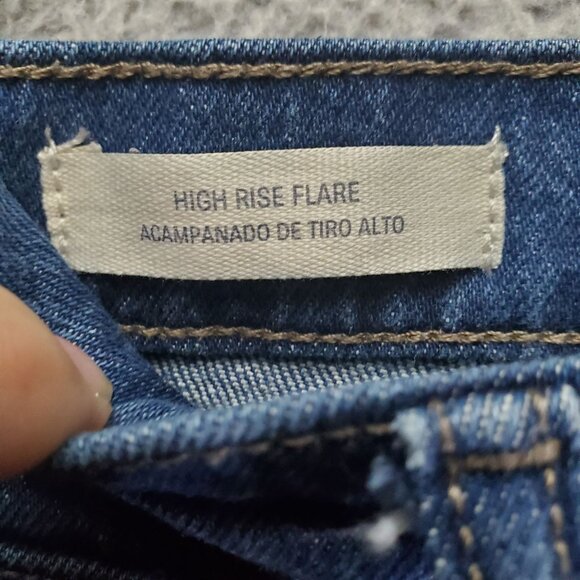 HIGH RISE FLARE
ACAMPANADO DE TIRO ALTO